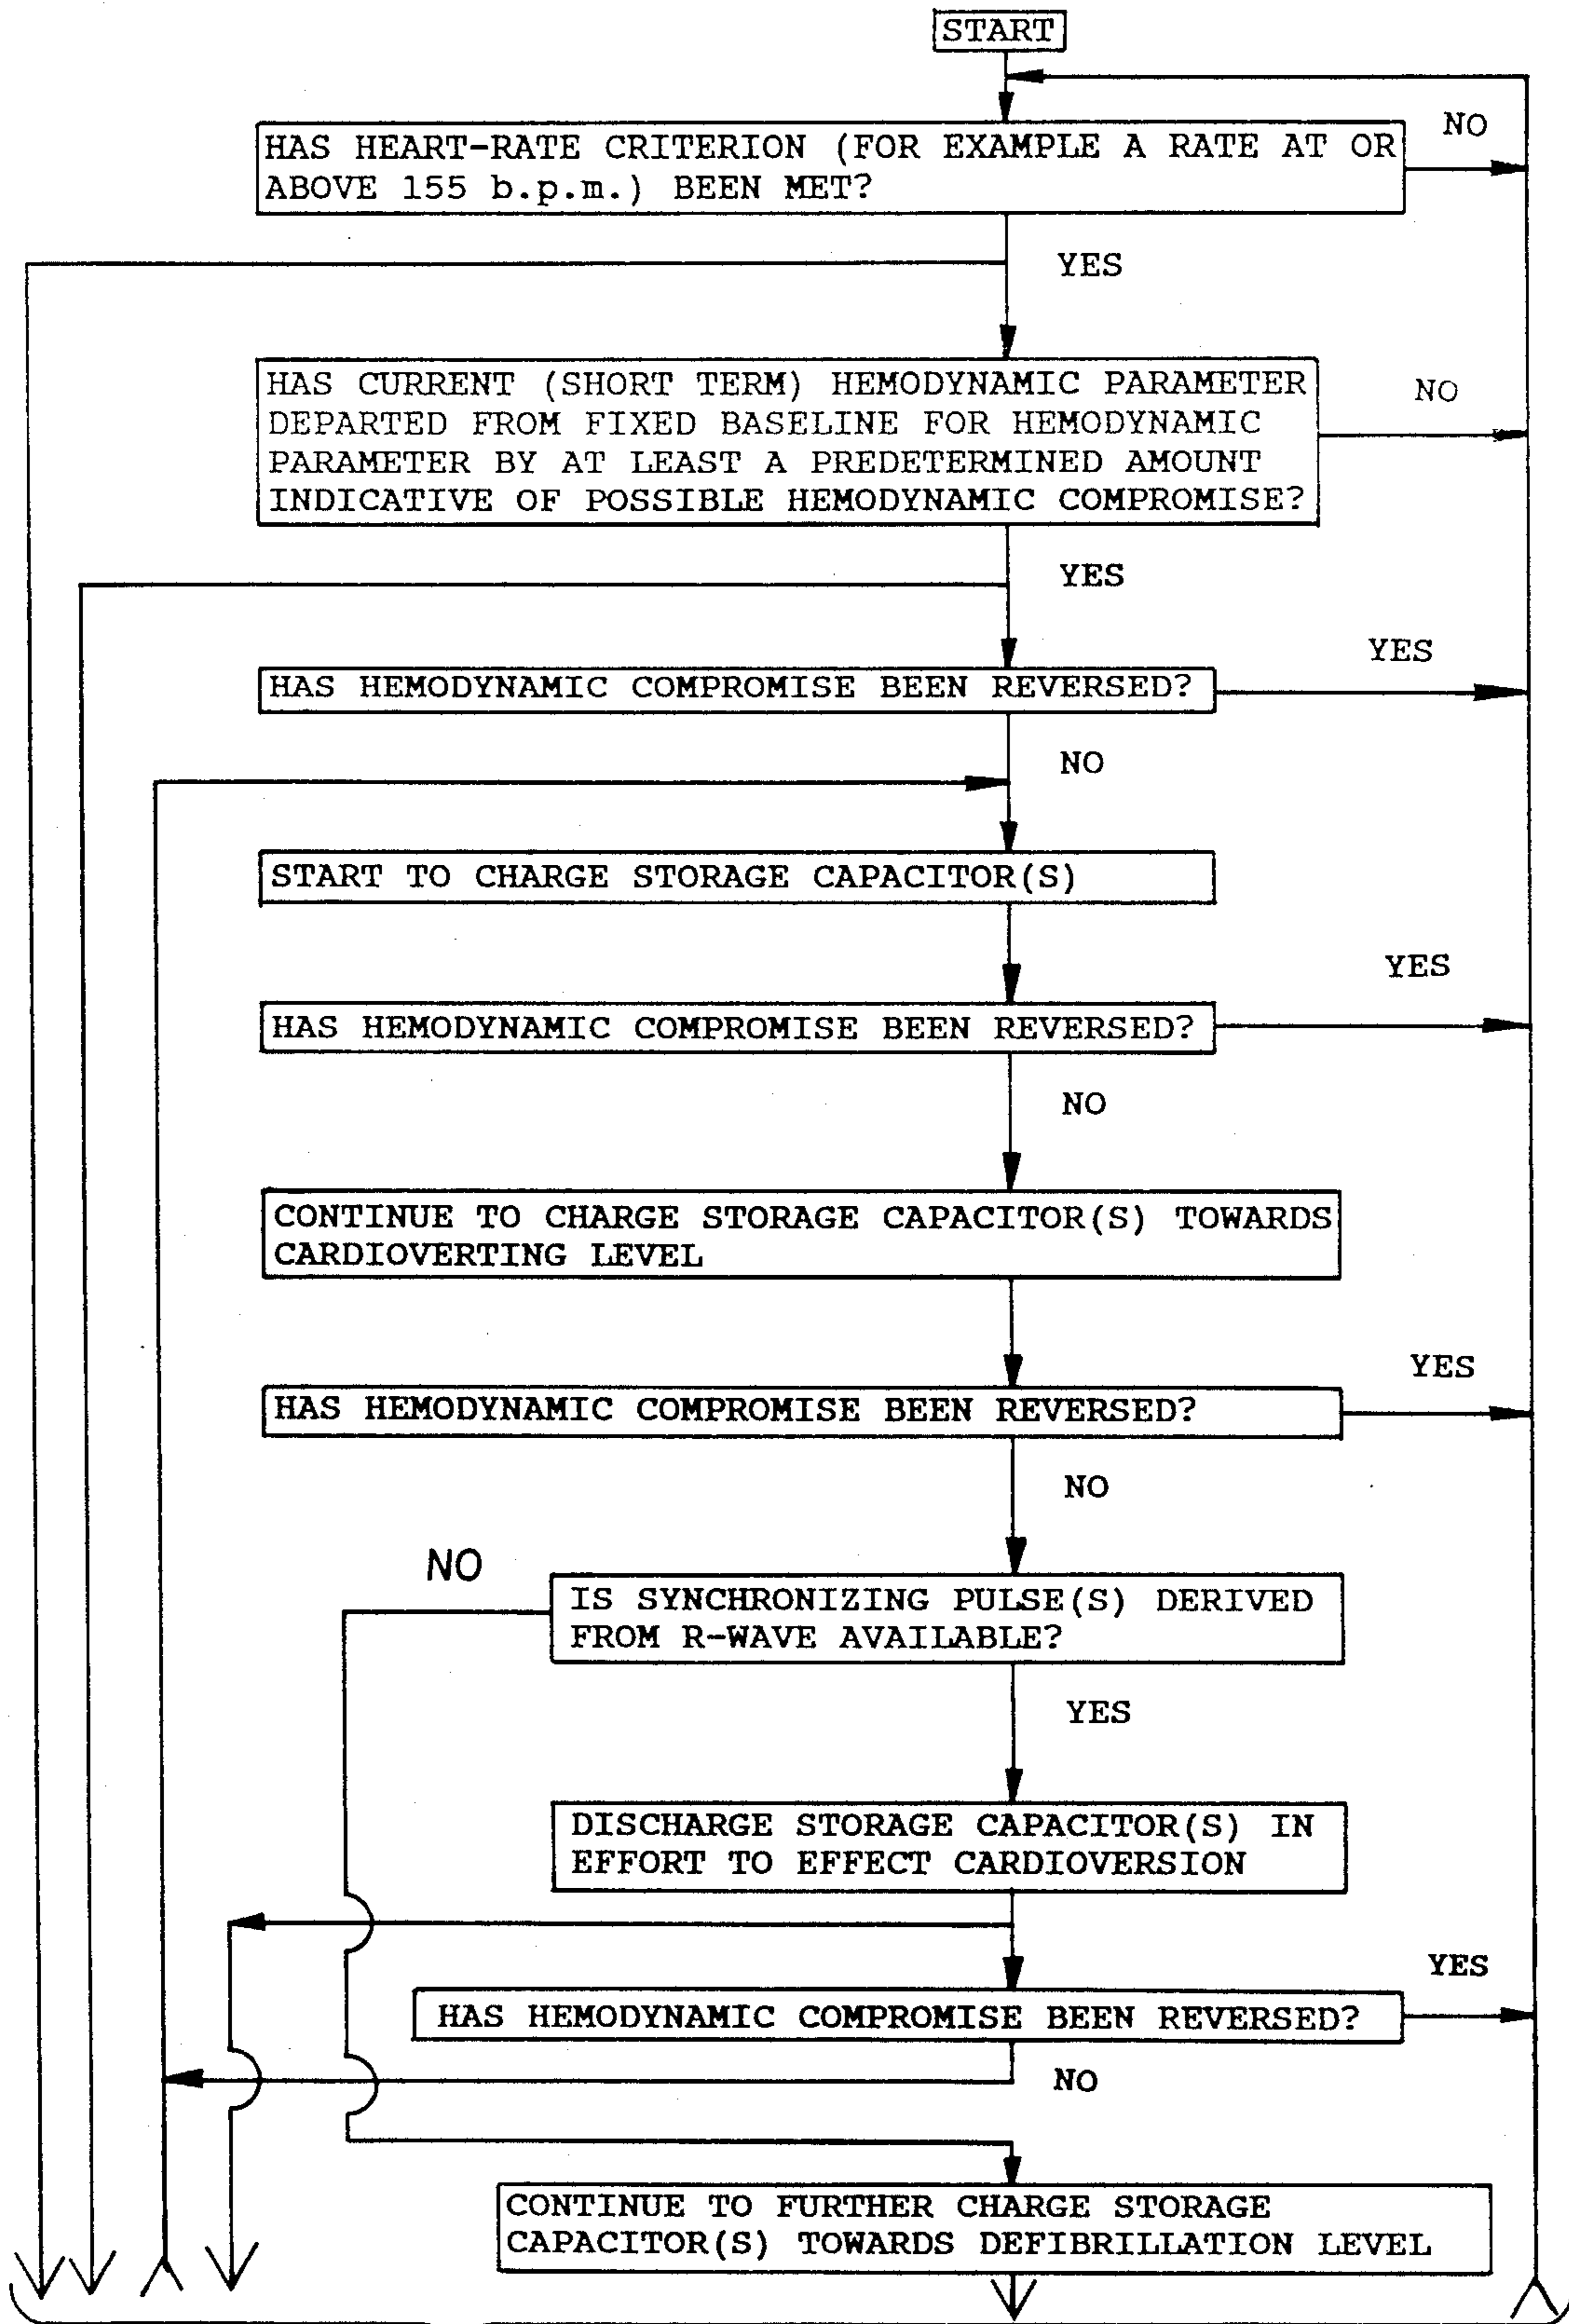 START
NO
HAS HEART-RATE CRITERION (FOR EXAMPLE A RATE AT OR
ABOVE 155 b.p.m.) BEEN MET?
YES
HAS CURRENT (SHORT TERM) HEMODYNAMIC PARAMETER
DEPARTED FROM FIXED BASELINE FOR HEMODYNAMIC
PARAMETER BY AT LEAST A PREDETERMINED AMOUNT
INDICATIVE OF POSSIBLE HEMODYNAMIC COMPROMISE?
NO
YES
YES
HAS HEMODYNAMIC COMPROMISE BEEN REVERSED?
NO
START TO CHARGE STORAGE CAPACITOR(S)
YES
HAS HEMODYNAMIC COMPROMISE BEEN REVERSED?
NO
CONTINUE TO CHARGE STORAGE CAPACITOR(S) TOWARDS
CARDIOVERTING LEVEL
YES
HAS HEMODYNAMIC COMPROMISE BEEN REVERSED?
NO
NO
IS SYNCHRONIZING PULSE(S) DERIVED
FROM R-WAVE AVAILABLE?
YES
DISCHARGE STORAGE CAPACITOR(S) IN
EFFORT TO EFFECT CARDIOVERSION
YES
HAS HEMODYNAMIC COMPROMISE BEEN REVERSED?
NO
CONTINUE TO FURTHER CHARGE STORAGE
CAPACITOR(S) TOWARDS DEFIBRILLATION LEVEL